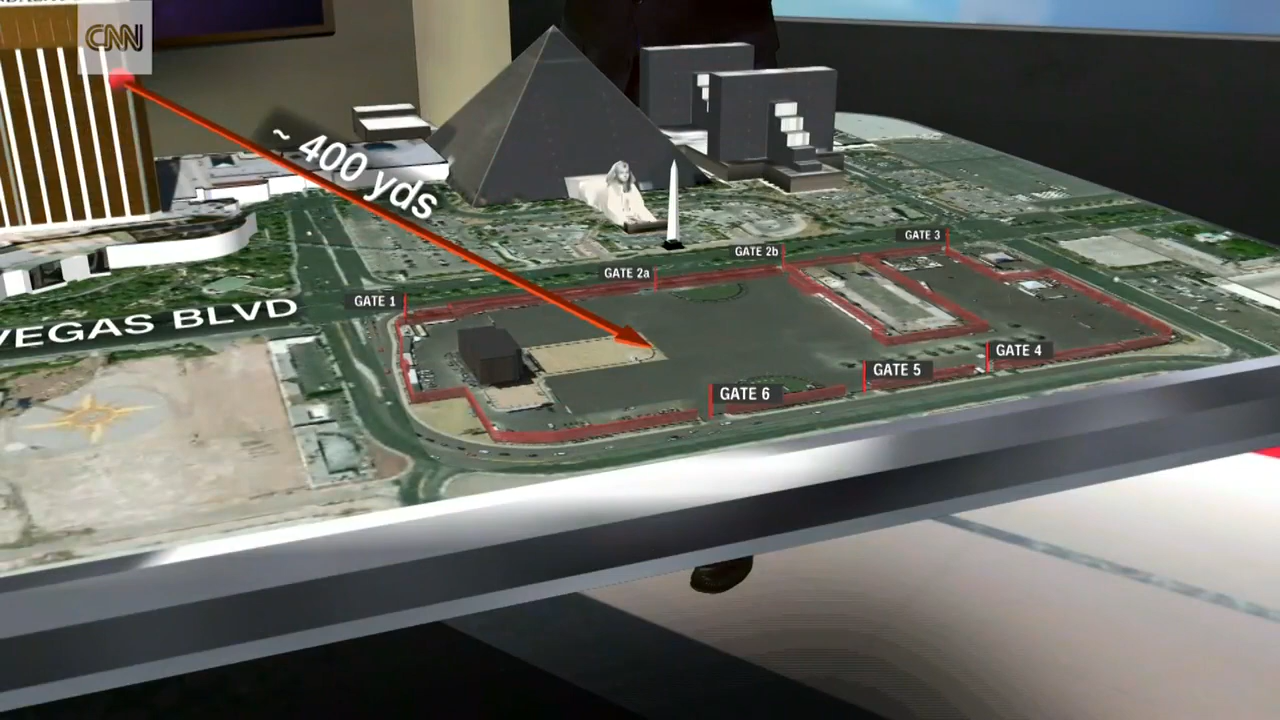 CNN
~ 400 yds
GATE 3
GATE 2b
GATE 2a
GATE 1
VEGAS BLVD
GATE 4
GATE 5
GATE 6